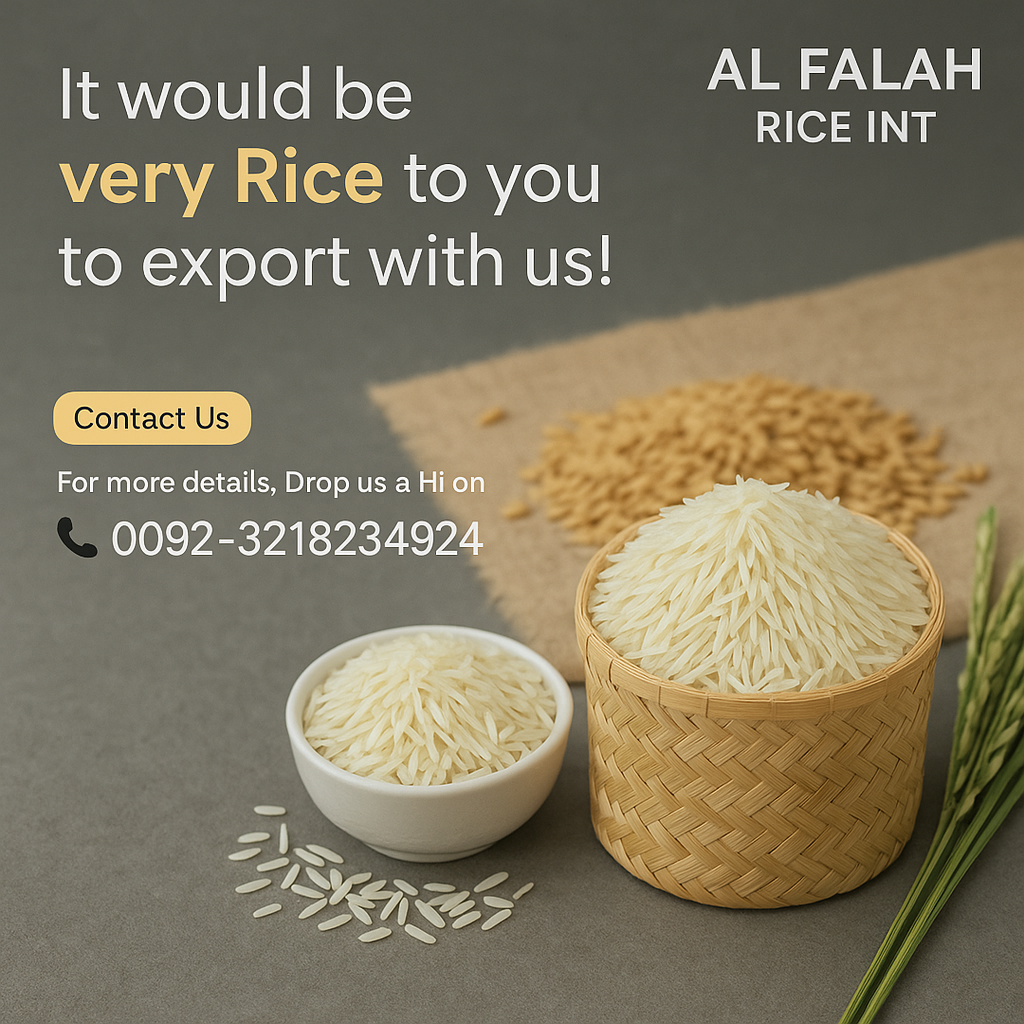 It would be
very Rice to you
to export with us!
AL FALAH
RICE INT
Contact Us
For more details, Drop us a Hi on
0092-3218234924